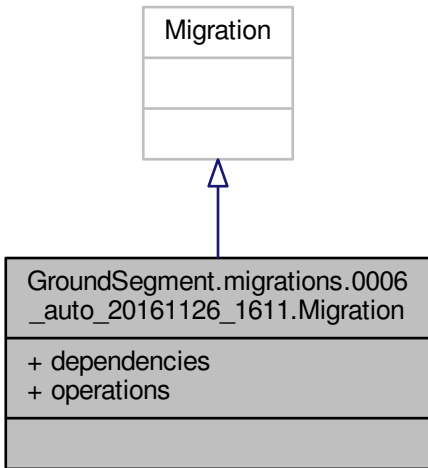 Migration
GroundSegment.migrations.0006
_auto_20161126_1611.Migration
+ dependencies
+ operations